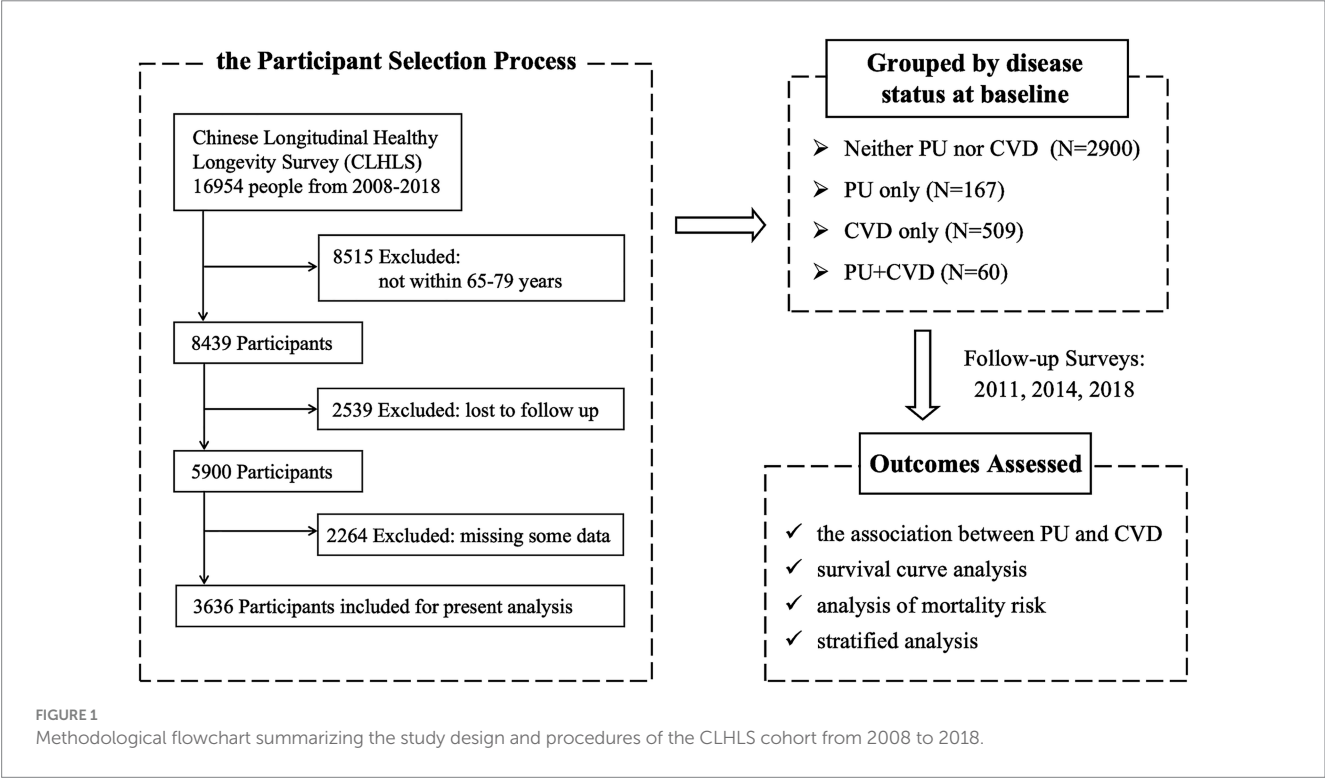 the Participant Selection Process
Chinese Longitudinal Healthy
Longevity Survey (CLHLS)
16954 people from 2008-2018
8515 Excluded:
not within 65-79 years
8439 Participants
2539 Excluded: lost to follow up
5900 Participants
2264 Excluded: missing some data
3636 Participants included for present analysis
Grouped by disease
status at baseline
Neither PU nor CVD (N=2900)
PU only (N=167)
CVD only (N=509)
PU+CVD (N=60)
Follow-up Surveys:
2011, 2014, 2018
Outcomes Assessed
the association between PU and CVD
survival curve analysis
analysis of mortality risk
stratified analysis
FIGURE 1
Methodological flowchart summarizing the study design and procedures of the CLHLS cohort from 2008 to 2018.